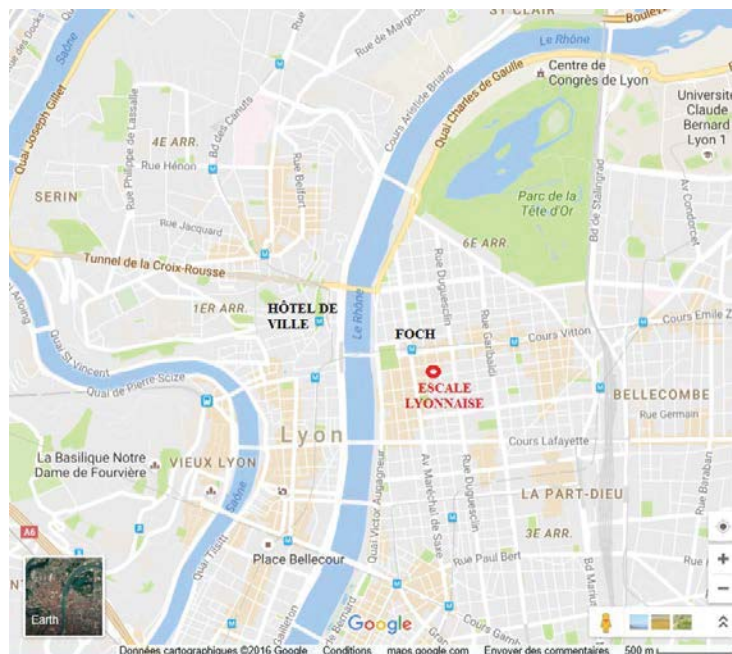 ST CLAIR
Boulev
Rue des Docks
Saône
Rue de Margnol
Le Rhône
Centre de
Congrès de Lyon
Quai Joseph Gillet
Rue Philippe de Lassalle
Bd des Canuts
Cours Aristide Briand
Quai Charles de Gaulle
Université
Claude
Bernard
Lyon 1
4E ARR.
Rue Hénon
Rue Belfort
SERIN
Parc de la
Tête d'Or
Bd de Stalingrad
Av Condorcet
Rue Jacquard
6E ARR.
Tunnel de la Croix-Rousse
Rue Duguesclin
1ER ARR.
HÔTEL DE
VILLE
Le Rhône
FOCH
Rue Garibaldi
Cours Vitton
Cours Emile Z
Quai St Vincent
Quai de Pierre Scize
ESCALE
LYONNAISE
BELLECOMBE
Rue Germain
Lyon
Cours Lafayette
La Basilique Notre
Dame de Fourvière
VIEUX LYON
Saône
Quai Victor Augagneur
Av Maréchal de Saxe
Rue Duguesclin
LA PART-DIEU
Rue Baraban
3E ARR.
A6
Quai Tilsitt
Place Bellecour
Rue Paul Bert
Earth
Google
Données cartographiques ©2016 Google
Conditions
maps.google.com
Envoyer des commentaires
500 m